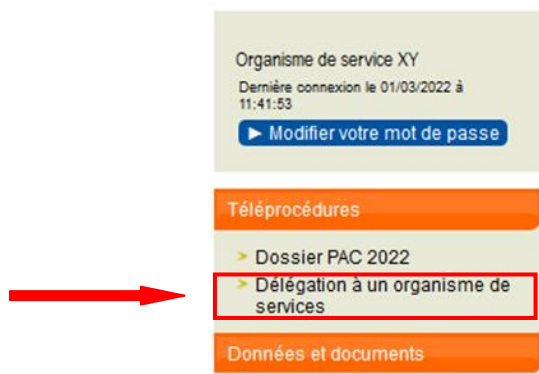 Organisme de service XY
Dernière connexion le 01/03/2022 à
11:41:53
► Modifier votre mot de passe
Téléprocédures
> Dossier PAC 2022
> Délégation à un organisme de
services
Données et documents